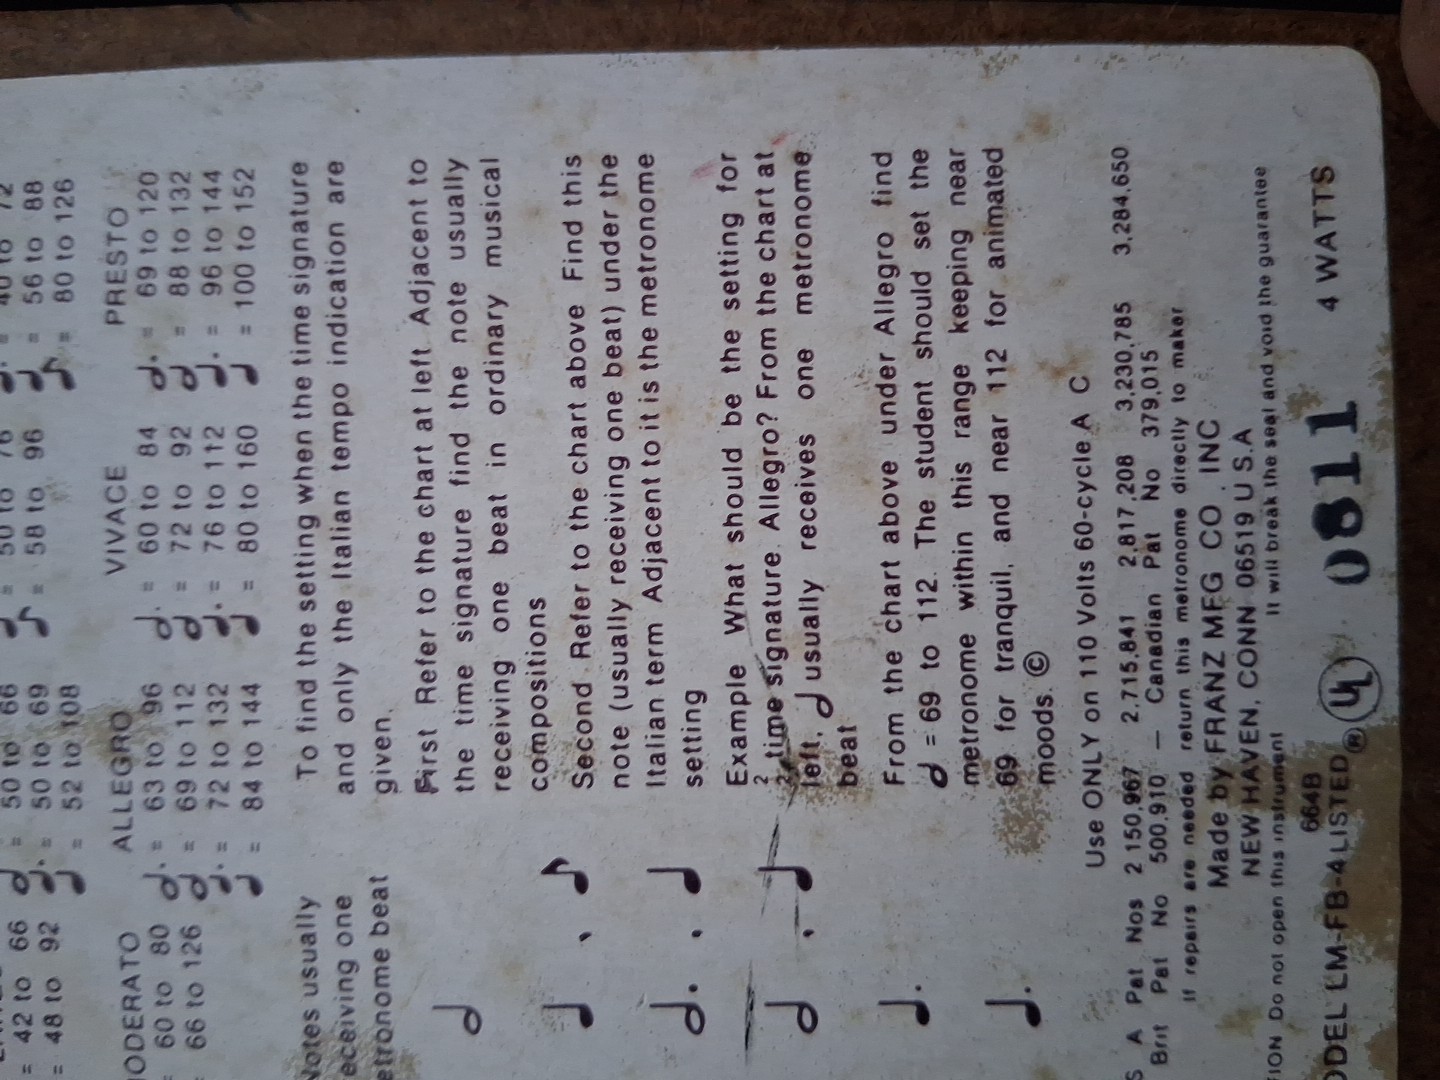 50 to 66 50 to 76 40 to 72
= 42 to 66 = 50 to 69 = 58 to 96 = 56 to 88
= 48 to 92 = 52 to 108 = 80 to 126
ALLEGRO VIVACE PRESTO
ODERATO
60 to 80 𝅗𝅥. = 63 to 96 𝅗𝅥. = 60 to 84 𝅗𝅥. = 69 to 120
= 66 to 126 𝅗𝅥 = 69 to 112 𝅗𝅥 = 72 to 92 𝅗𝅥 = 88 to 132
♩. = 72 to 132 ♩. = 76 to 112 ♩. = 96 to 144
♩ = 84 to 144 ♩ = 80 to 160 ♩ = 100 to 152
Notes usually
eceiving one
etronome beat
𝅗𝅥
♩ , ♪
𝅗𝅥. , ♩
𝅗𝅥 , ♩
♩.
♩.
To find the setting when the time signature
and only the Italian tempo indication are
given.
First Refer to the chart at left Adjacent to
the time signature find the note usually
receiving one beat in ordinary musical
compositions
Second Refer to the chart above Find this
note (usually receiving one beat) under the
Italian term Adjacent to it is the metronome
setting
Example What should be the setting for
2/2 time signature Allegro? From the chart at
left, 𝅗𝅥 usually receives one metronome
beat
From the chart above under Allegro find
𝅗𝅥 = 69 to 112. The student should set the
metronome within this range keeping near
69 for tranquil, and near 112 for animated
moods. ©
Use ONLY on 110 Volts 60-cycle A C
S A Pat Nos 2 150,967 2.715,841 2,817,208 3,230,785 3,284,650
Brit Pat No 500,910 — Canadian Pat No 379,015
If repairs are needed return this metronome directly to maker
Made by FRANZ MFG CO. INC
NEW HAVEN, CONN 06519 U S.A
ION Do not open this instrument It will break the seal and void the guarantee
664B
ODEL LM-FB-4 LISTED ® UL 0811 4 WATTS